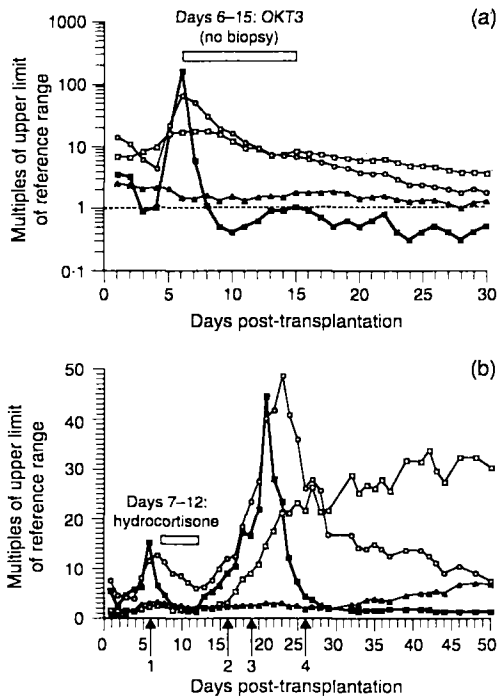 (a)
Days 6–15: OKT3
(no biopsy)
1000
100
10
1
0·1
Multiples of upper limit
of reference range
0 5 10 15 20 25 30
Days post-transplantation
(b)
50
40
30
20
10
0
Multiples of upper limit
of reference range
Days 7–12:
hydrocortisone
0 5 10 15 20 25 30 35 40 45 50
1 2 3 4
Days post-transplantation